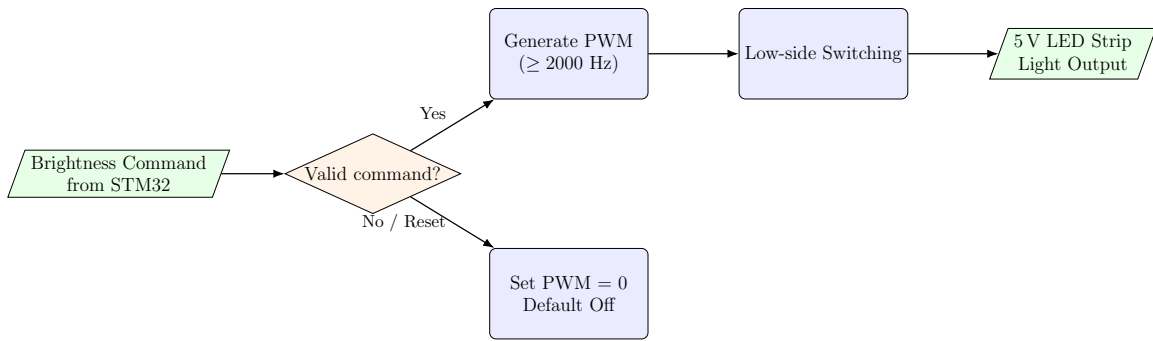 Brightness Command
from STM32
Valid command?
Yes
Generate PWM
(≥ 2000 Hz)
Low-side Switching
5 V LED Strip
Light Output
No / Reset
Set PWM = 0
Default Off